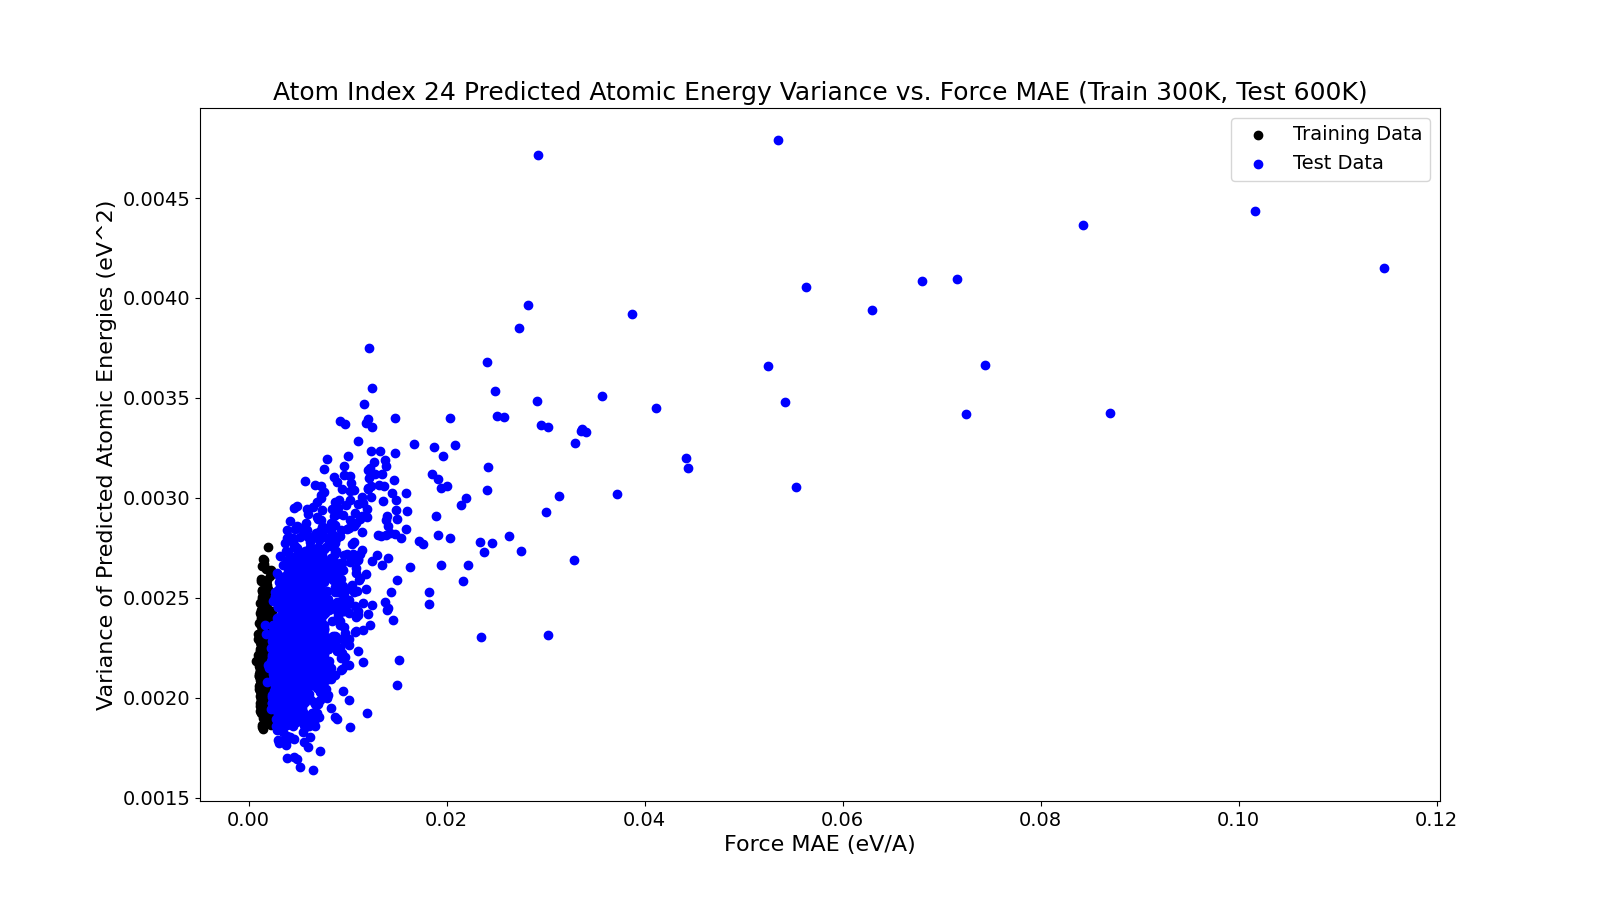 Atom Index 24 Predicted Atomic Energy Variance vs. Force MAE (Train 300K, Test 600K)
Training Data
Test Data
Variance of Predicted Atomic Energies (eV^2)
0.0045
0.0040
0.0035
0.0030
0.0025
0.0020
0.0015
0.00 0.02 0.04 0.06 0.08 0.10 0.12
Force MAE (eV/A)